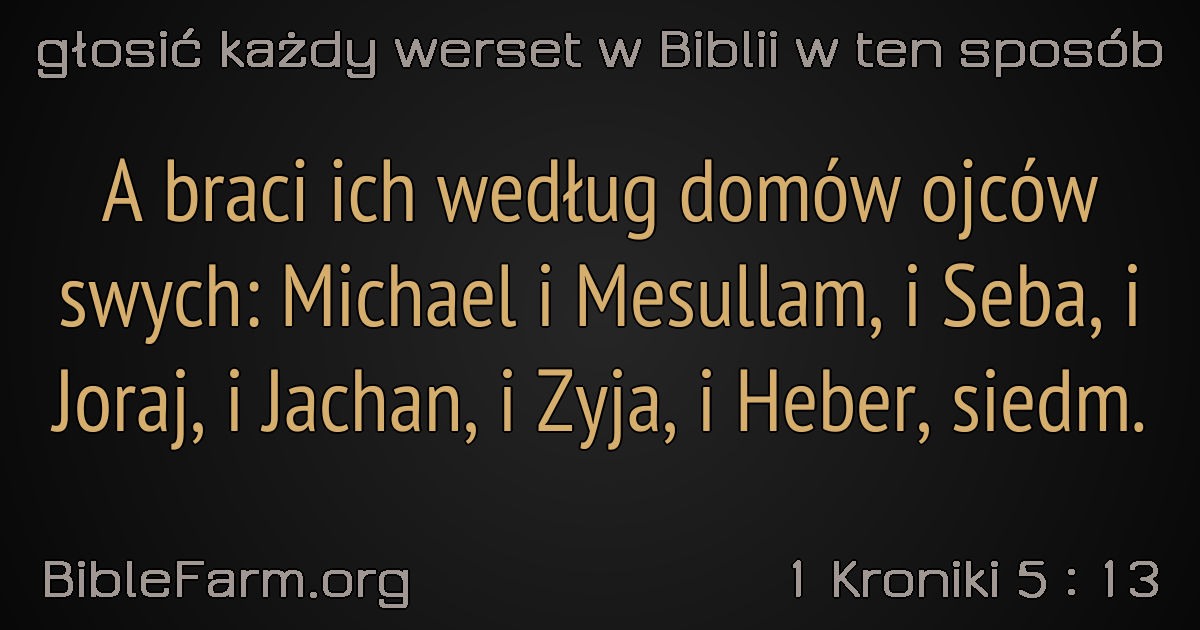 głosić każdy werset w Biblii w ten sposób
A braci ich według domów ojców
swych: Michael i Mesullam, i Seba, i
Joraj, i Jachan, i Zyja, i Heber, siedm.
BibleFarm.org
1 Kroniki 5 : 13